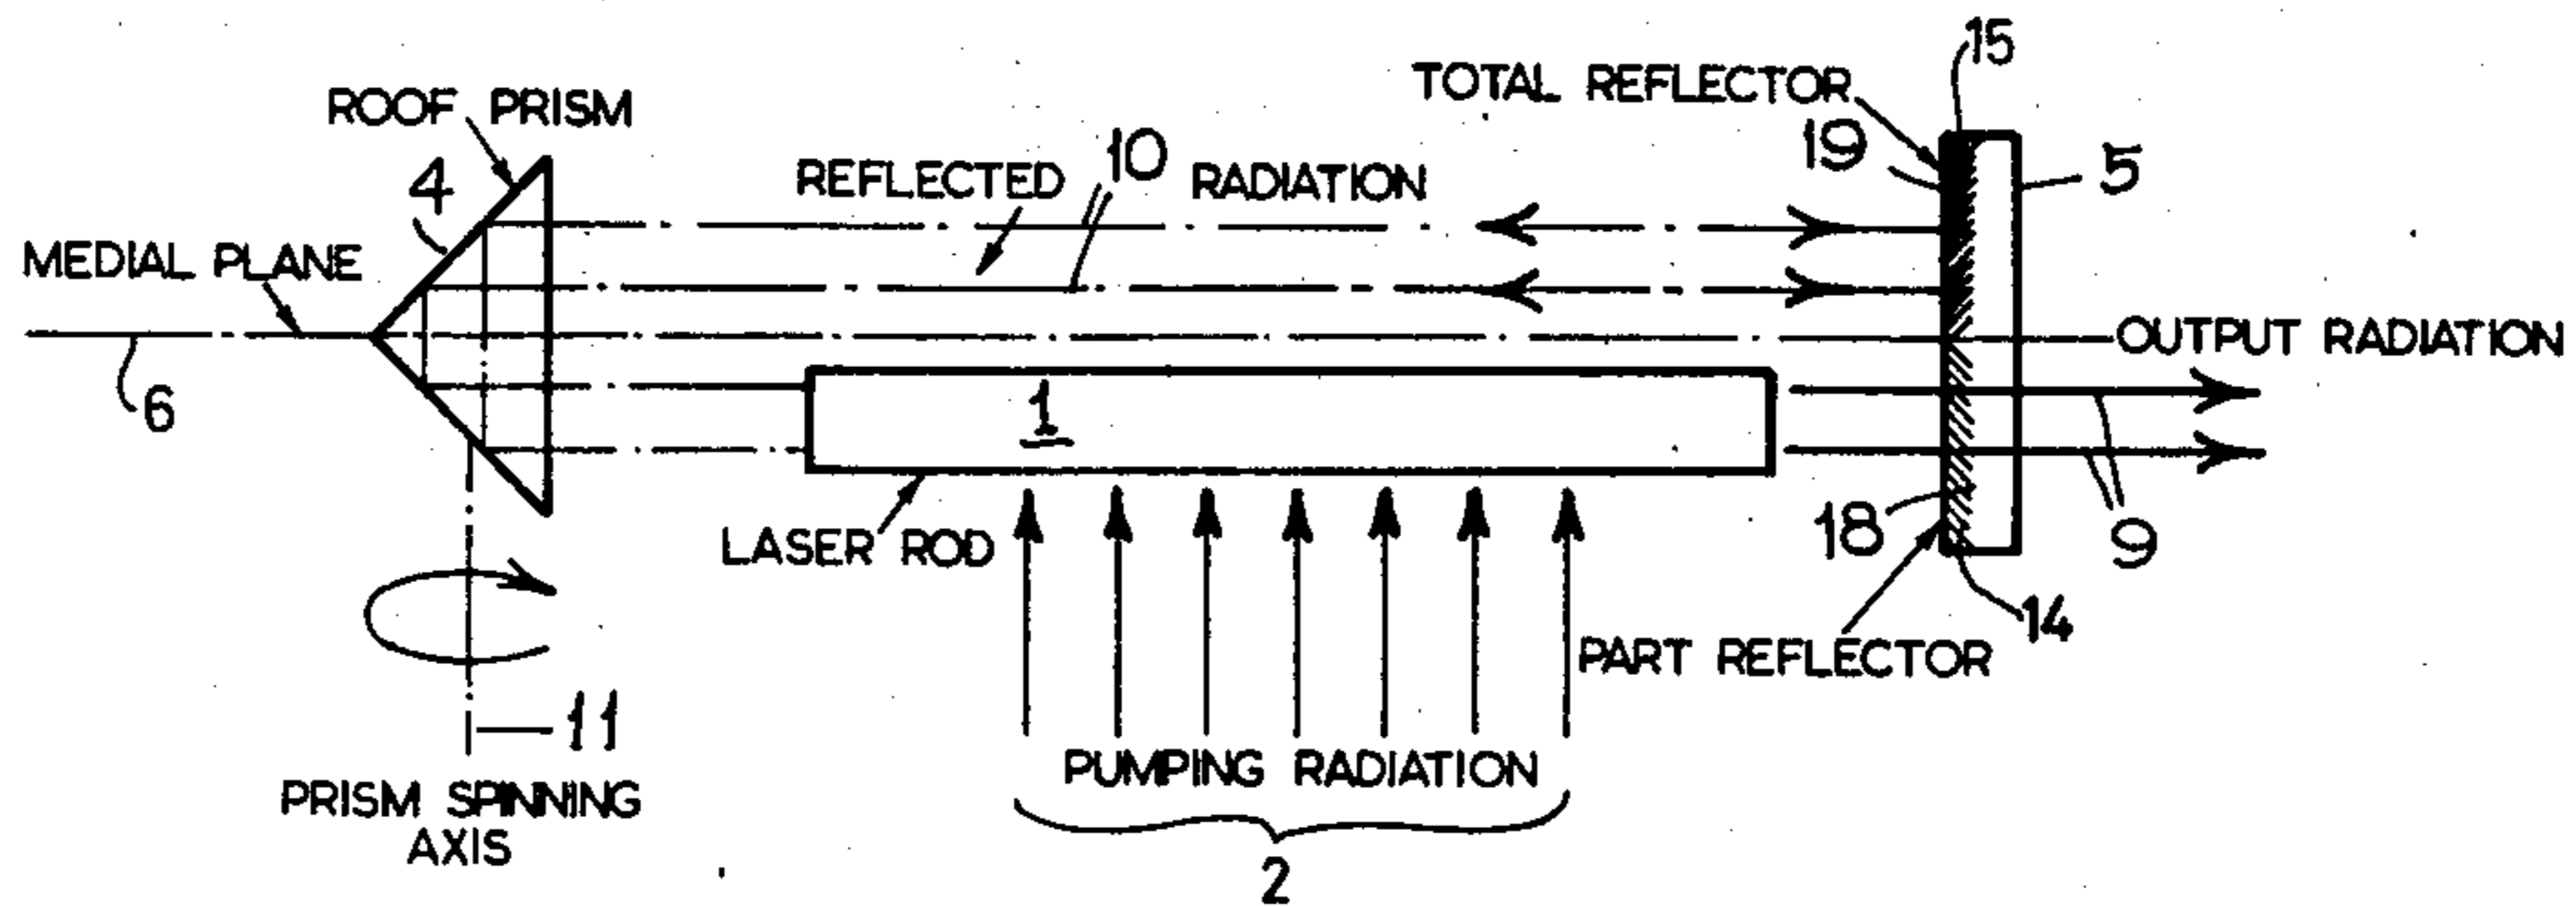 15
TOTAL REFLECTOR
ROOF PRISM
19
10
4
REFLECTED RADIATION
5
MEDIAL PLANE
OUTPUT RADIATION
6
1
18
9
LASER ROD
14
PART REFLECTOR
11
PUMPING RADIATION
PRISM SPINNING
AXIS
2